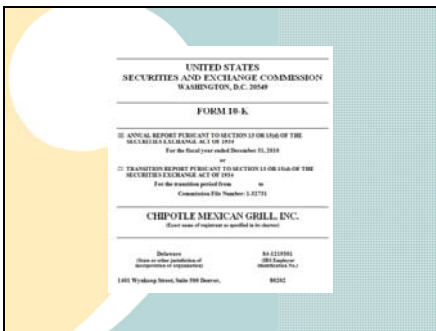 UNITED STATES
SECURITIES AND EXCHANGE COMMISSION
WASHINGTON, D.C. 20549
FORM 10-K
ANNUAL REPORT PURSUANT TO SECTION 13 OR 15(d) OF THE
SECURITIES EXCHANGE ACT OF 1934
For the fiscal year ended December 31, 2010
or
TRANSITION REPORT PURSUANT TO SECTION 13 OR 15(d) OF THE
SECURITIES EXCHANGE ACT OF 1934
For the transition period from to
Commission File Number: 1-32731
CHIPOTLE MEXICAN GRILL, INC.
(Exact name of registrant as specified in its charter)
Delaware 84-1219301
(State or other jurisdiction of (IRS Employer
incorporation or organization) Identification No.)
1401 Wynkoop Street, Suite 500 Denver, 80202